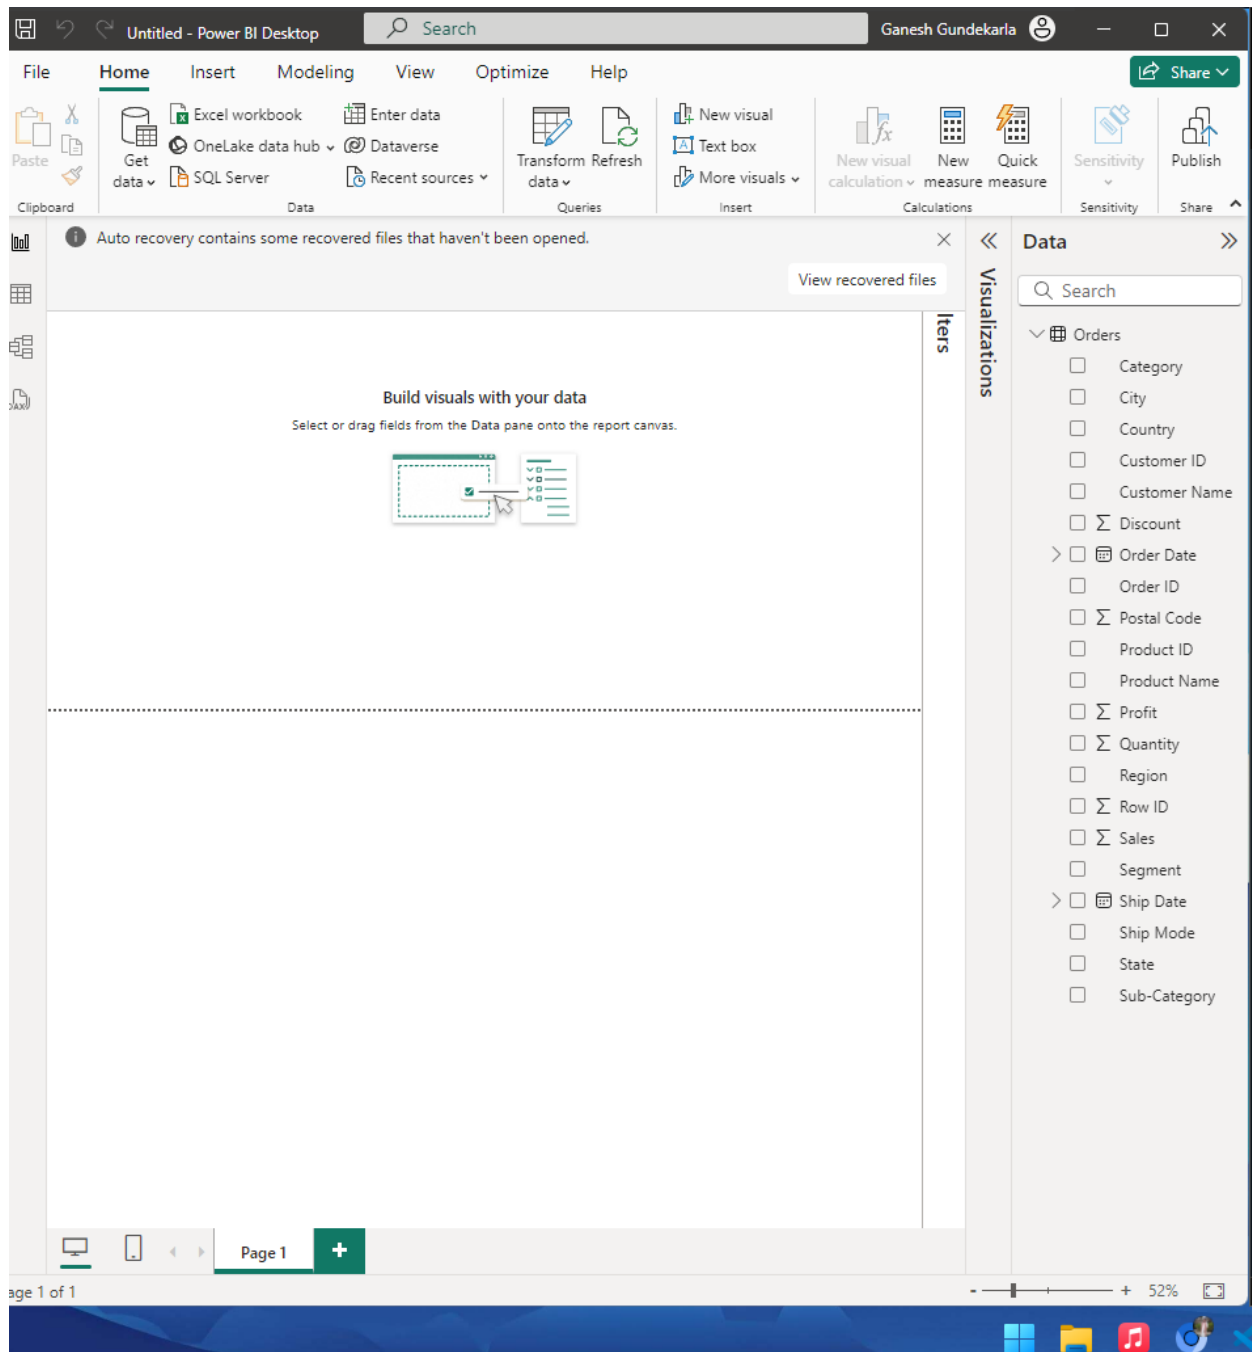 Untitled - Power BI Desktop
Search
Ganesh Gundekarla
File Home Insert Modeling View Optimize Help
Share
Paste
Clipboard
Get data
Excel workbook
OneLake data hub
SQL Server
Enter data
Dataverse
Recent sources
Data
Transform data
Refresh
Queries
New visual
Text box
More visuals
Insert
New visual calculation
New measure
Quick measure
Calculations
Sensitivity
Sensitivity
Publish
Share
Auto recovery contains some recovered files that haven't been opened.
View recovered files
Build visuals with your data
Select or drag fields from the Data pane onto the report canvas.
lters
Visualizations
Data
Search
Orders
Category
City
Country
Customer ID
Customer Name
Discount
Order Date
Order ID
Postal Code
Product ID
Product Name
Profit
Quantity
Region
Row ID
Sales
Segment
Ship Date
Ship Mode
State
Sub-Category
Page 1
age 1 of 1
52%